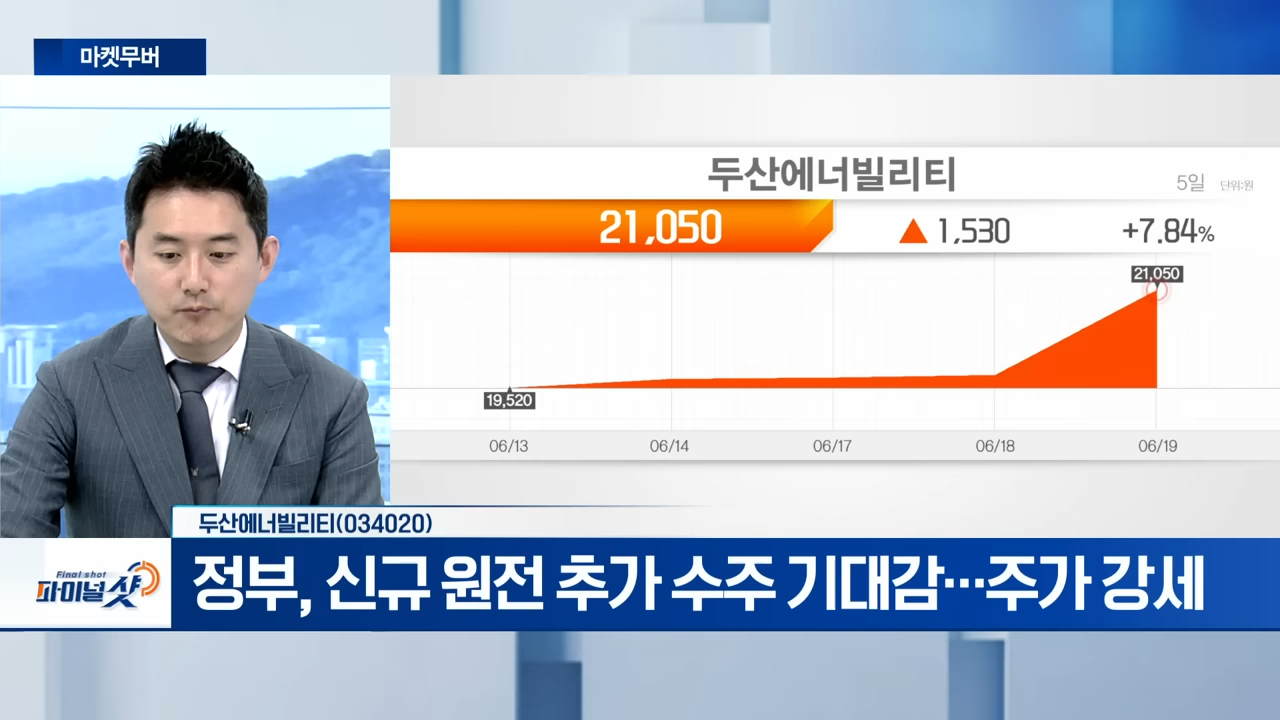 마켓무버
두산에너빌리티
5일 단위:원
21,050 ▲ 1,530 +7.84%
21,050
19,520
06/13 06/14 06/17 06/18 06/19
두산에너빌리티(034020)
Final shot
파이널샷
정부, 신규 원전 추가 수주 기대감…주가 강세